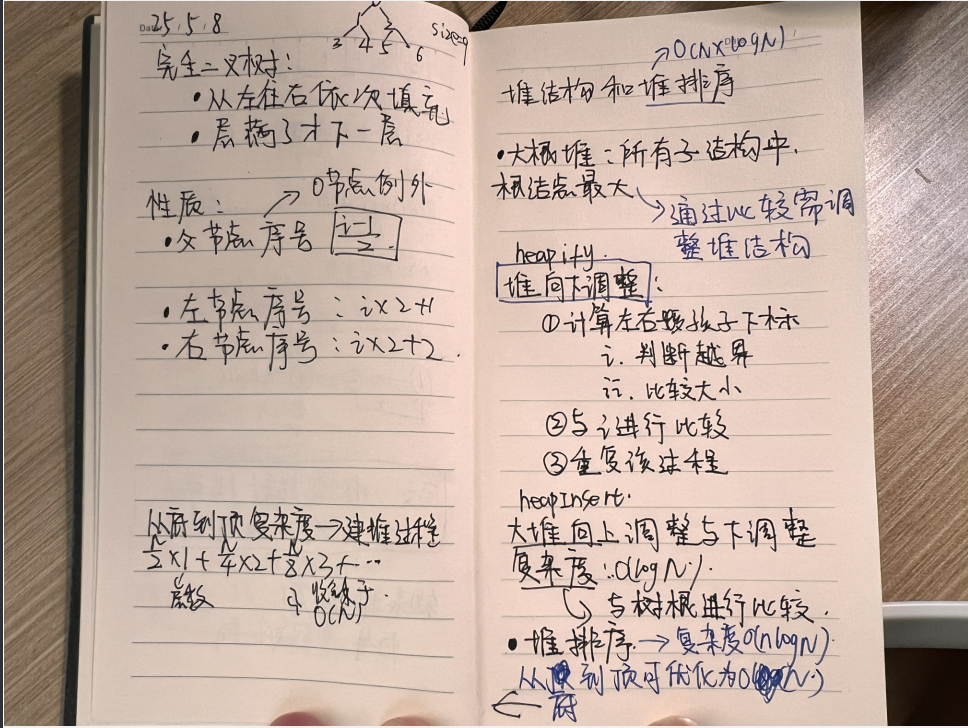 Da 25.5.8
3 4 5 6
size=9
完全二叉树：
•从左往右依次填充
•层满了才下一层
→ 0节点例外
性质：
•父节点序号 (i-1)/2
•左节点序号：i×2+1
•右节点序号：i×2+2.
从底到顶复杂度→建堆过程
N/2×1+N/4×2+N/8×3+…
层数
收敛于
O(N)
→O(N×logN)
堆结构和堆排序
•大根堆：所有子结构中，
根结点最大
→通过比较需调
整堆结构
heapify.
堆向下调整：
①计算左右孩子下标
i. 判断越界
ii. 比较大小
②与i进行比较
③重复该过程
heapInsert.
大堆向上调整与下调整
复杂度：O(logN).
→与树根进行比较.
•堆排序→复杂度O(nlogN).
从底到顶可优化为O(N.)
←